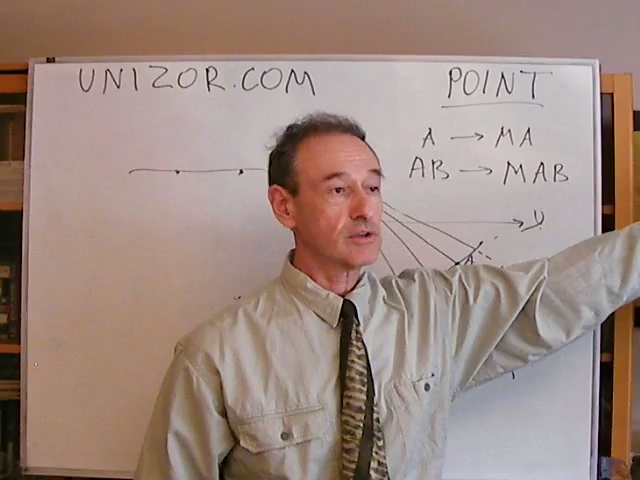 UNIZOR.COM
POINT
A → MA
AB → MAB
A